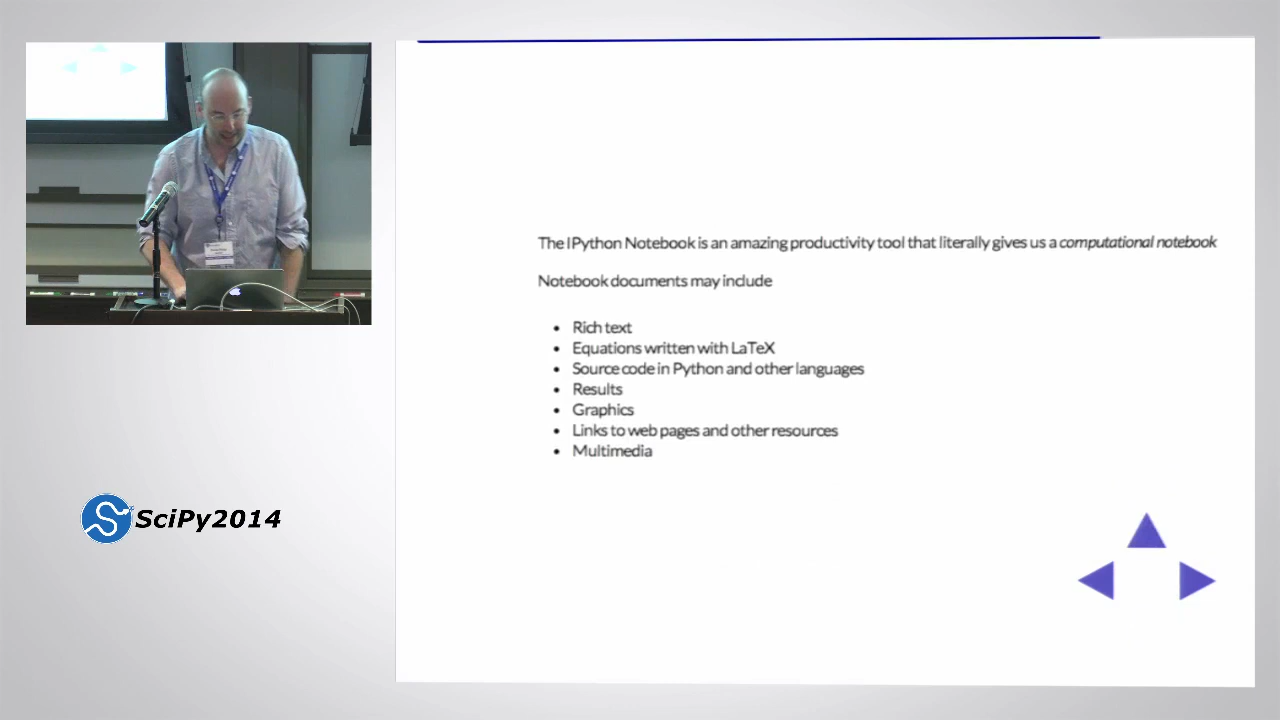 The IPython Notebook is an amazing productivity tool that literally gives us a computational notebook
Notebook documents may include
• Rich text
• Equations written with LaTeX
• Source code in Python and other languages
• Results
• Graphics
• Links to web pages and other resources
• Multimedia
SciPy2014